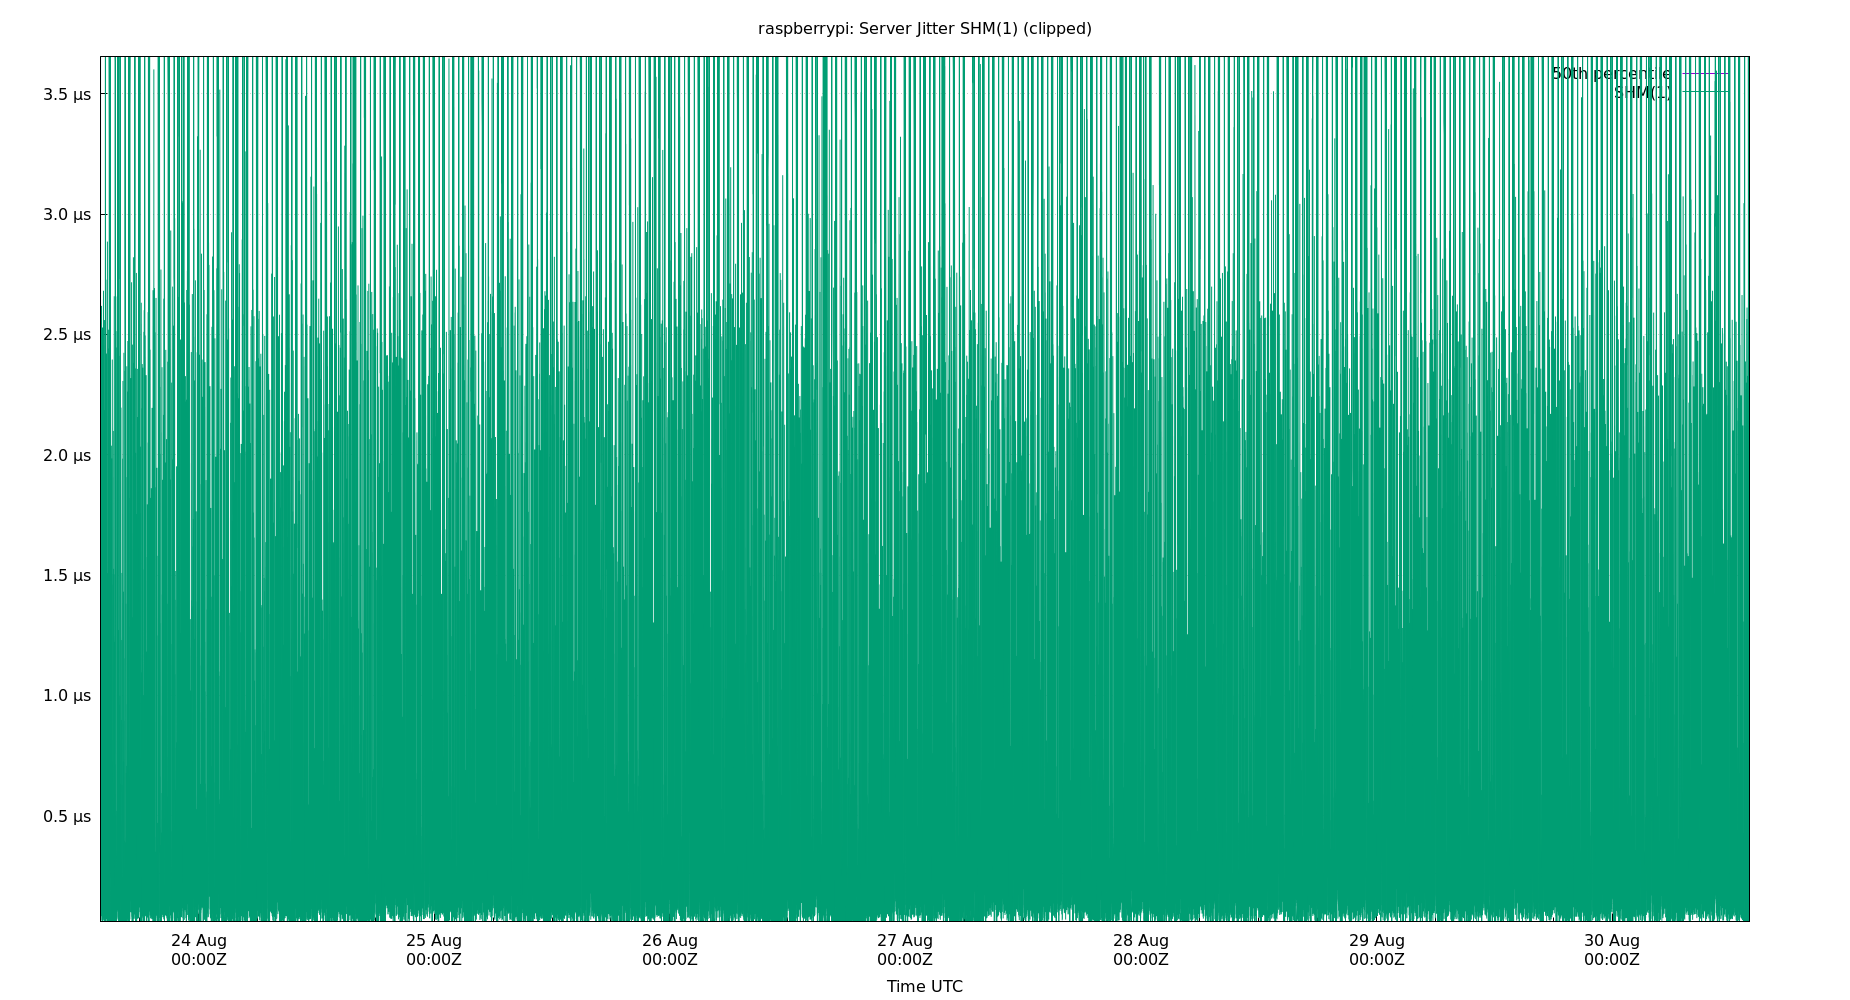 raspberrypi: Server Jitter SHM(1) (clipped)
50th percentile
SHM(1)
3.5 µs
3.0 µs
2.5 µs
2.0 µs
1.5 µs
1.0 µs
0.5 µs
24 Aug 25 Aug 26 Aug 27 Aug 28 Aug 29 Aug 30 Aug
00:00Z 00:00Z 00:00Z 00:00Z 00:00Z 00:00Z 00:00Z
Time UTC